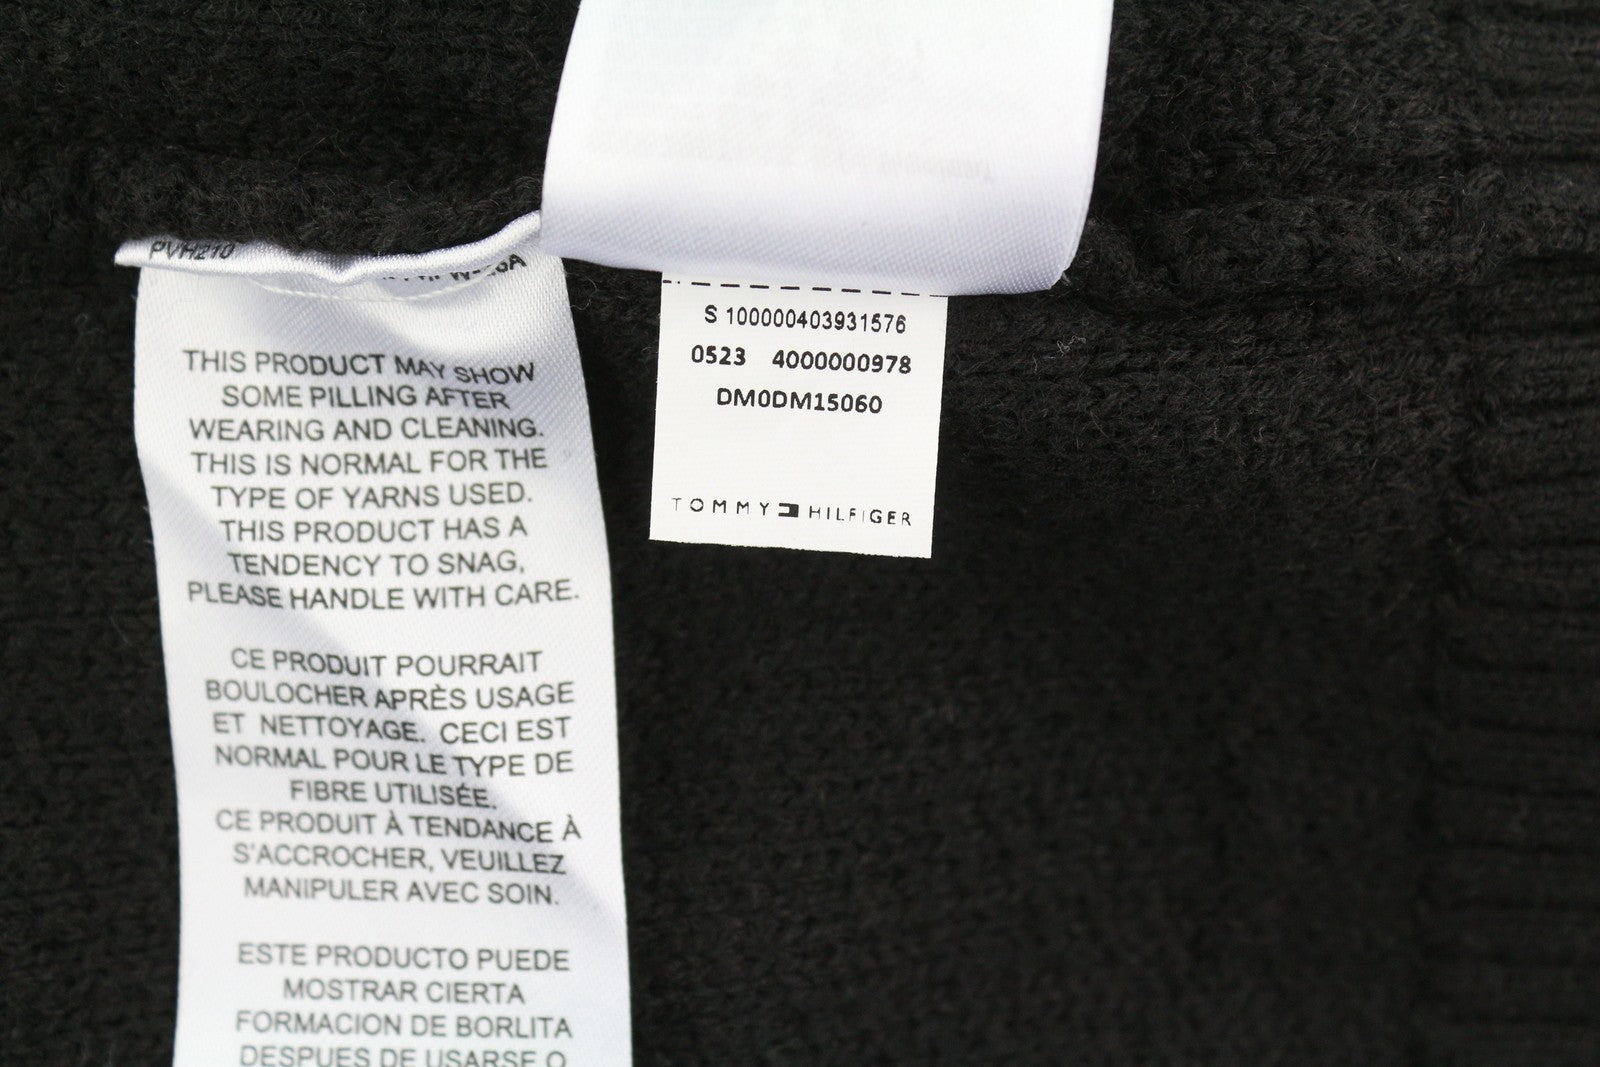 PVH210
THIS PRODUCT MAY SHOW
SOME PILLING AFTER
WEARING AND CLEANING.
THIS IS NORMAL FOR THE
TYPE OF YARNS USED.
THIS PRODUCT HAS A
TENDENCY TO SNAG,
PLEASE HANDLE WITH CARE.
CE PRODUIT POURRAIT
BOULOCHER APRÈS USAGE
ET NETTOYAGE. CECI EST
NORMAL POUR LE TYPE DE
FIBRE UTILISÉE.
CE PRODUIT À TENDANCE À
S'ACCROCHER, VEUILLEZ
MANIPULER AVEC SOIN.
ESTE PRODUCTO PUEDE
MOSTRAR CIERTA
FORMACION DE BORLITA
DESPUES DE USARSE O
S 100000403931576
0523 4000000978
DM0DM15060
TOMMY HILFIGER